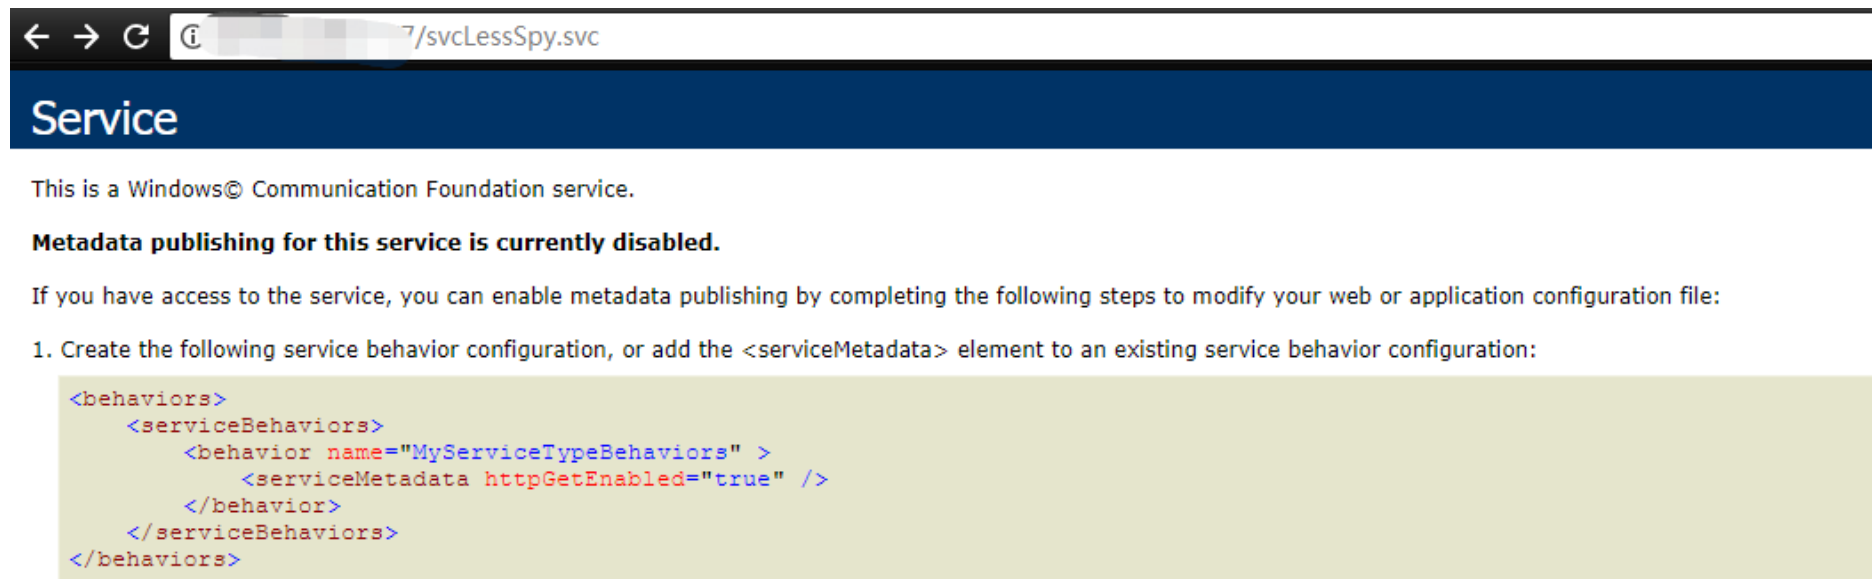 7/svcLessSpy.svc
Service
This is a Windows© Communication Foundation service.
Metadata publishing for this service is currently disabled.
If you have access to the service, you can enable metadata publishing by completing the following steps to modify your web or application configuration file:
1. Create the following service behavior configuration, or add the <serviceMetadata> element to an existing service behavior configuration:
<behaviors>
    <serviceBehaviors>
        <behavior name="MyServiceTypeBehaviors" >
            <serviceMetadata httpGetEnabled="true" />
        </behavior>
    </serviceBehaviors>
</behaviors>